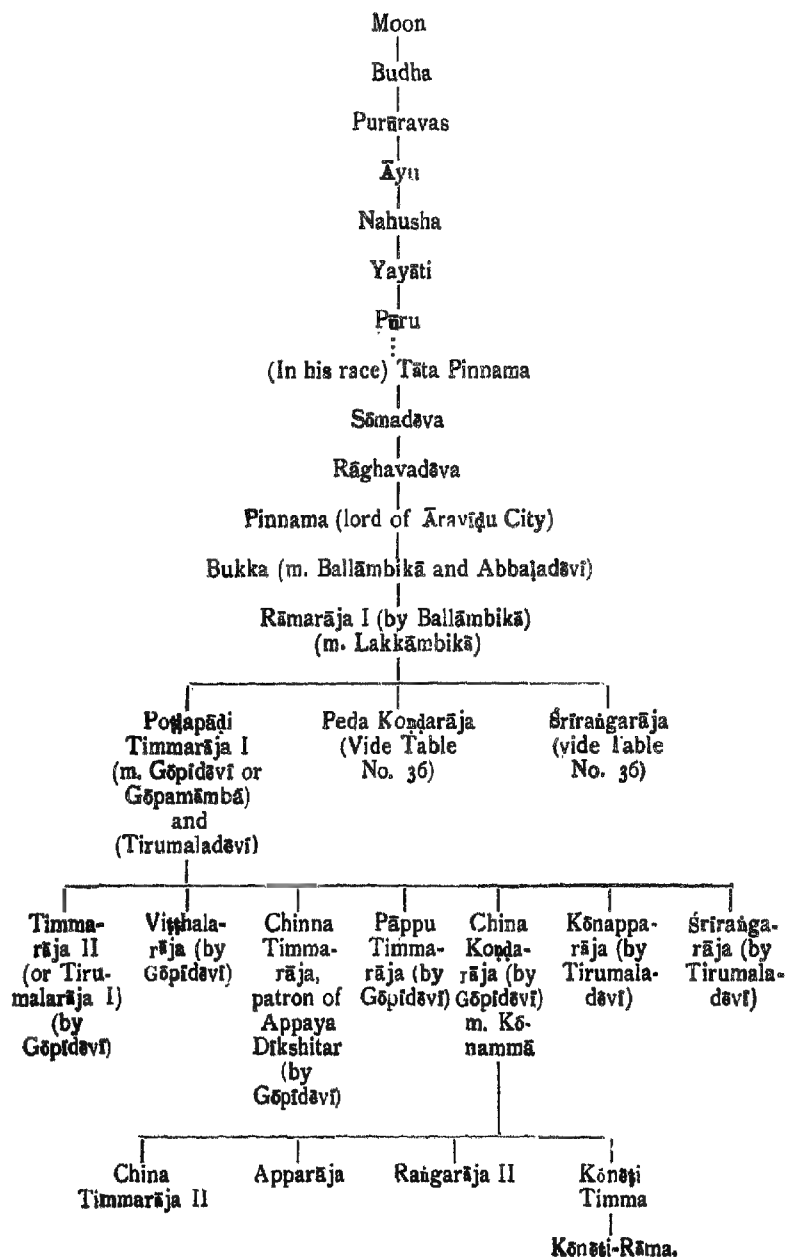 Moon
Budha
Purūravas
Āyu
Nahusha
Yayāti
Pūru
(In his race) Tāta Pinnama
Sōmadēva
Rāghavadēva
Pinnama (lord of Āravīḍu City)
Bukka (m. Ballāmbikā and Abbaḷadēvī)
Rāmarāja I (by Ballāmbikā)
(m. Lakkāmbikā)
Poṭlapāḍi
Timmarāja I
(m. Gōpīdēvī or
Gōpamāmbā)
and
(Tirumaladēvī)
Peda Koṇḍarāja
(Vide Table
No. 36)
Śrīraṅgarāja
(vide Table
No. 36)
Timma-
rāja II
(or Tiru-
malarāja I)
(by
Gōpīdēvī)
Viṭṭhala-
rāja (by
Gōpīdēvī)
Chinna
Timma-
rāja,
patron of
Appaya
Dīkshitar
(by
Gōpīdēvī)
Pāppu
Timma-
rāja (by
Gōpīdēvī)
China
Koṇḍa-
rāja (by
Gōpīdēvī)
m. Kō-
nammā
Kōnappa-
rāja (by
Tirumala-
dēvī)
Śrīraṅga-
rāja (by
Tirumala-
dēvī)
China
Timmarāja II
Apparāja
Raṅgarāja II
Kōnēṭi
Timma
Kōnēṭi-Rāma.